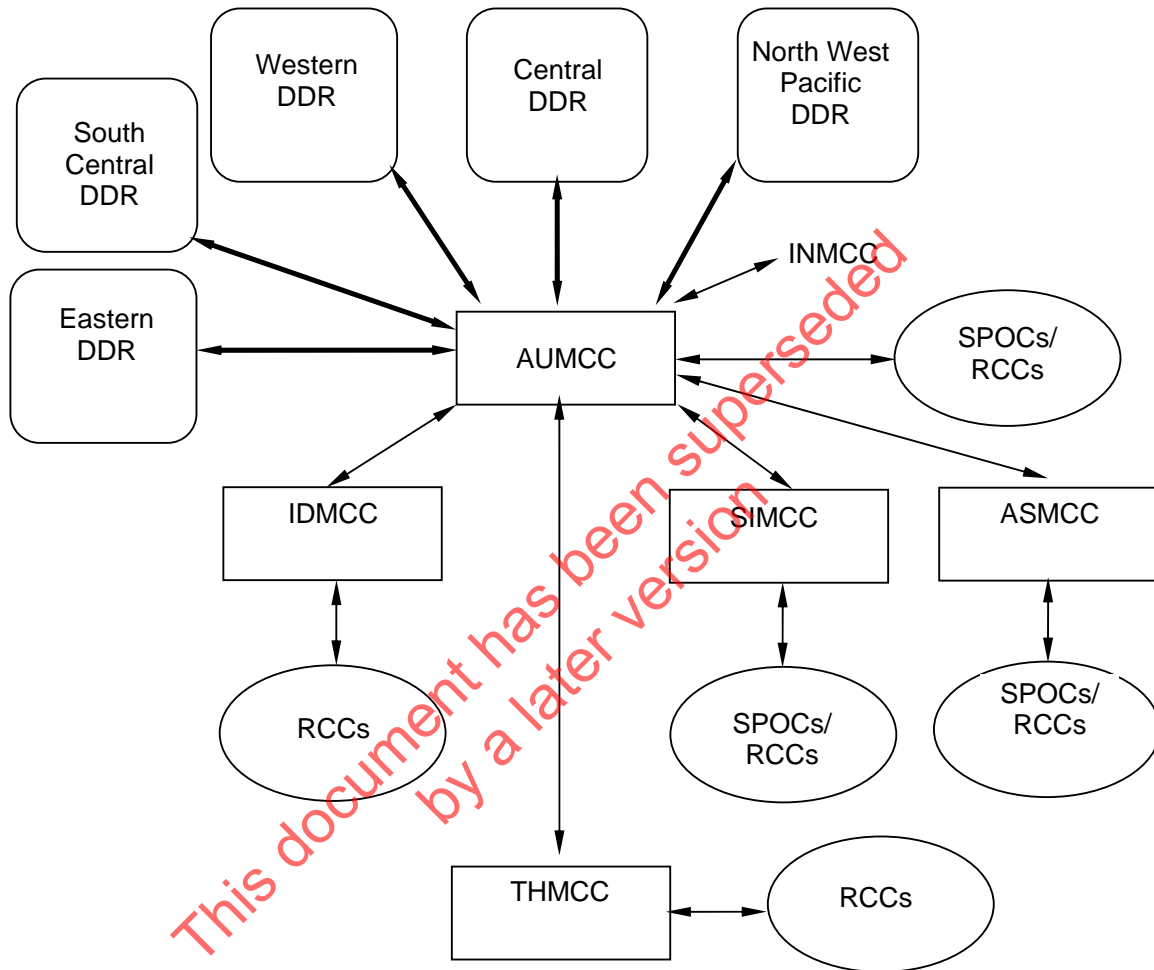 Western
DDR
Central
DDR
North West
Pacific
DDR
South
Central
DDR
INMCC
Eastern
DDR
AUMCC
SPOCs/
RCCs
IDMCC
SIMCC
ASMCC
RCCs
SPOCs/
RCCs
SPOCs/
RCCs
THMCC
RCCs
This document has been superseded
by a later version